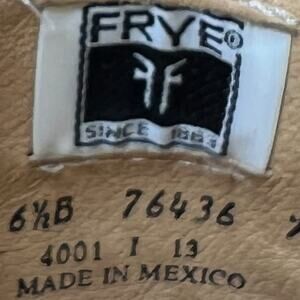 FRYE®
SINCE 1863
6½B 76436
4001 I 13
MADE IN MEXICO